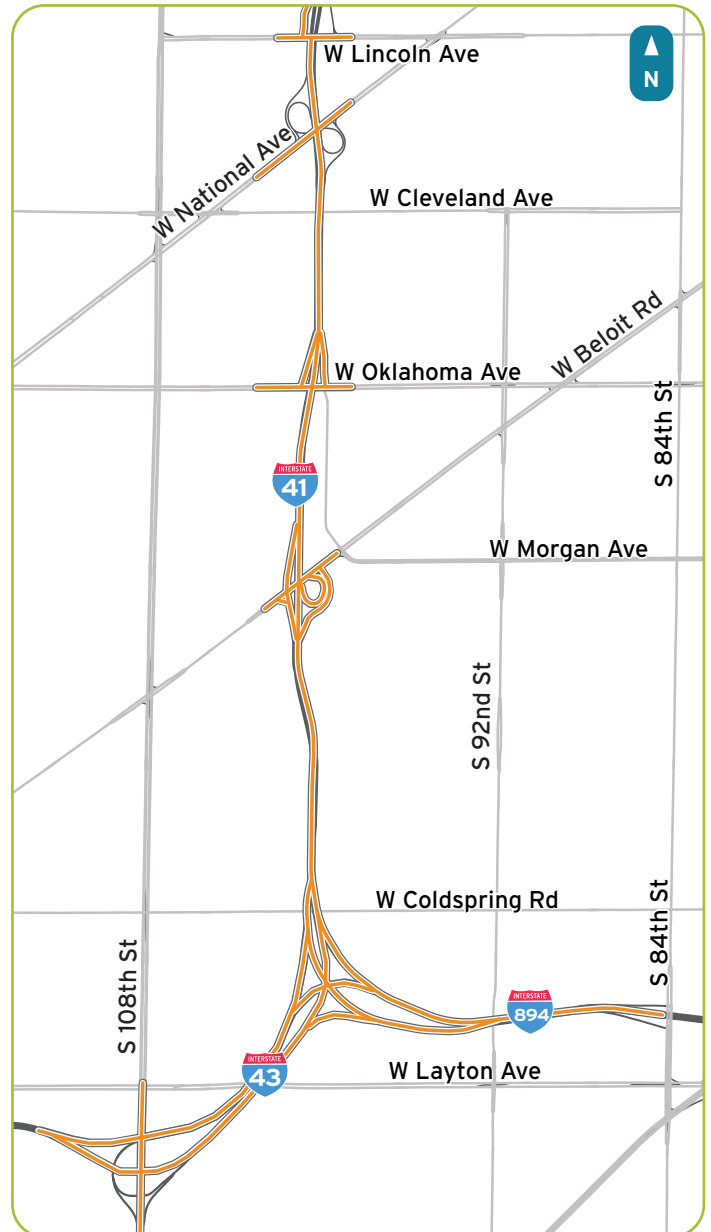 W Lincoln Ave
N
W National Ave
W Cleveland Ave
W Beloit Rd
W Oklahoma Ave
S 84th St
INTERSTATE
41
W Morgan Ave
S 92nd St
W Coldspring Rd
S 84th St
S 108th St
INTERSTATE
894
INTERSTATE
43
W Layton Ave